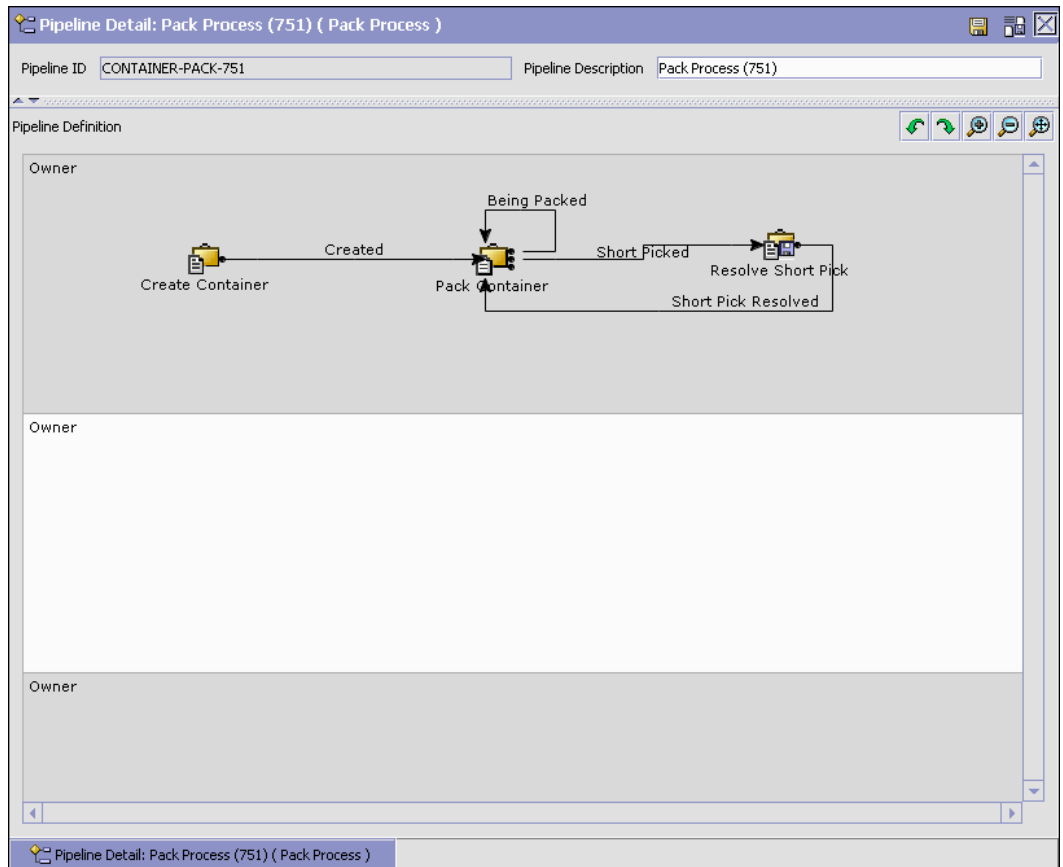 Pipeline Detail: Pack Process (751) ( Pack Process )
Pipeline ID CONTAINER-PACK-751 Pipeline Description Pack Process (751)
Pipeline Definition
Owner
Being Packed
Created
Short Picked
Create Container
Pack Container
Resolve Short Pick
Short Pick Resolved
Owner
Owner
Pipeline Detail: Pack Process (751) ( Pack Process )